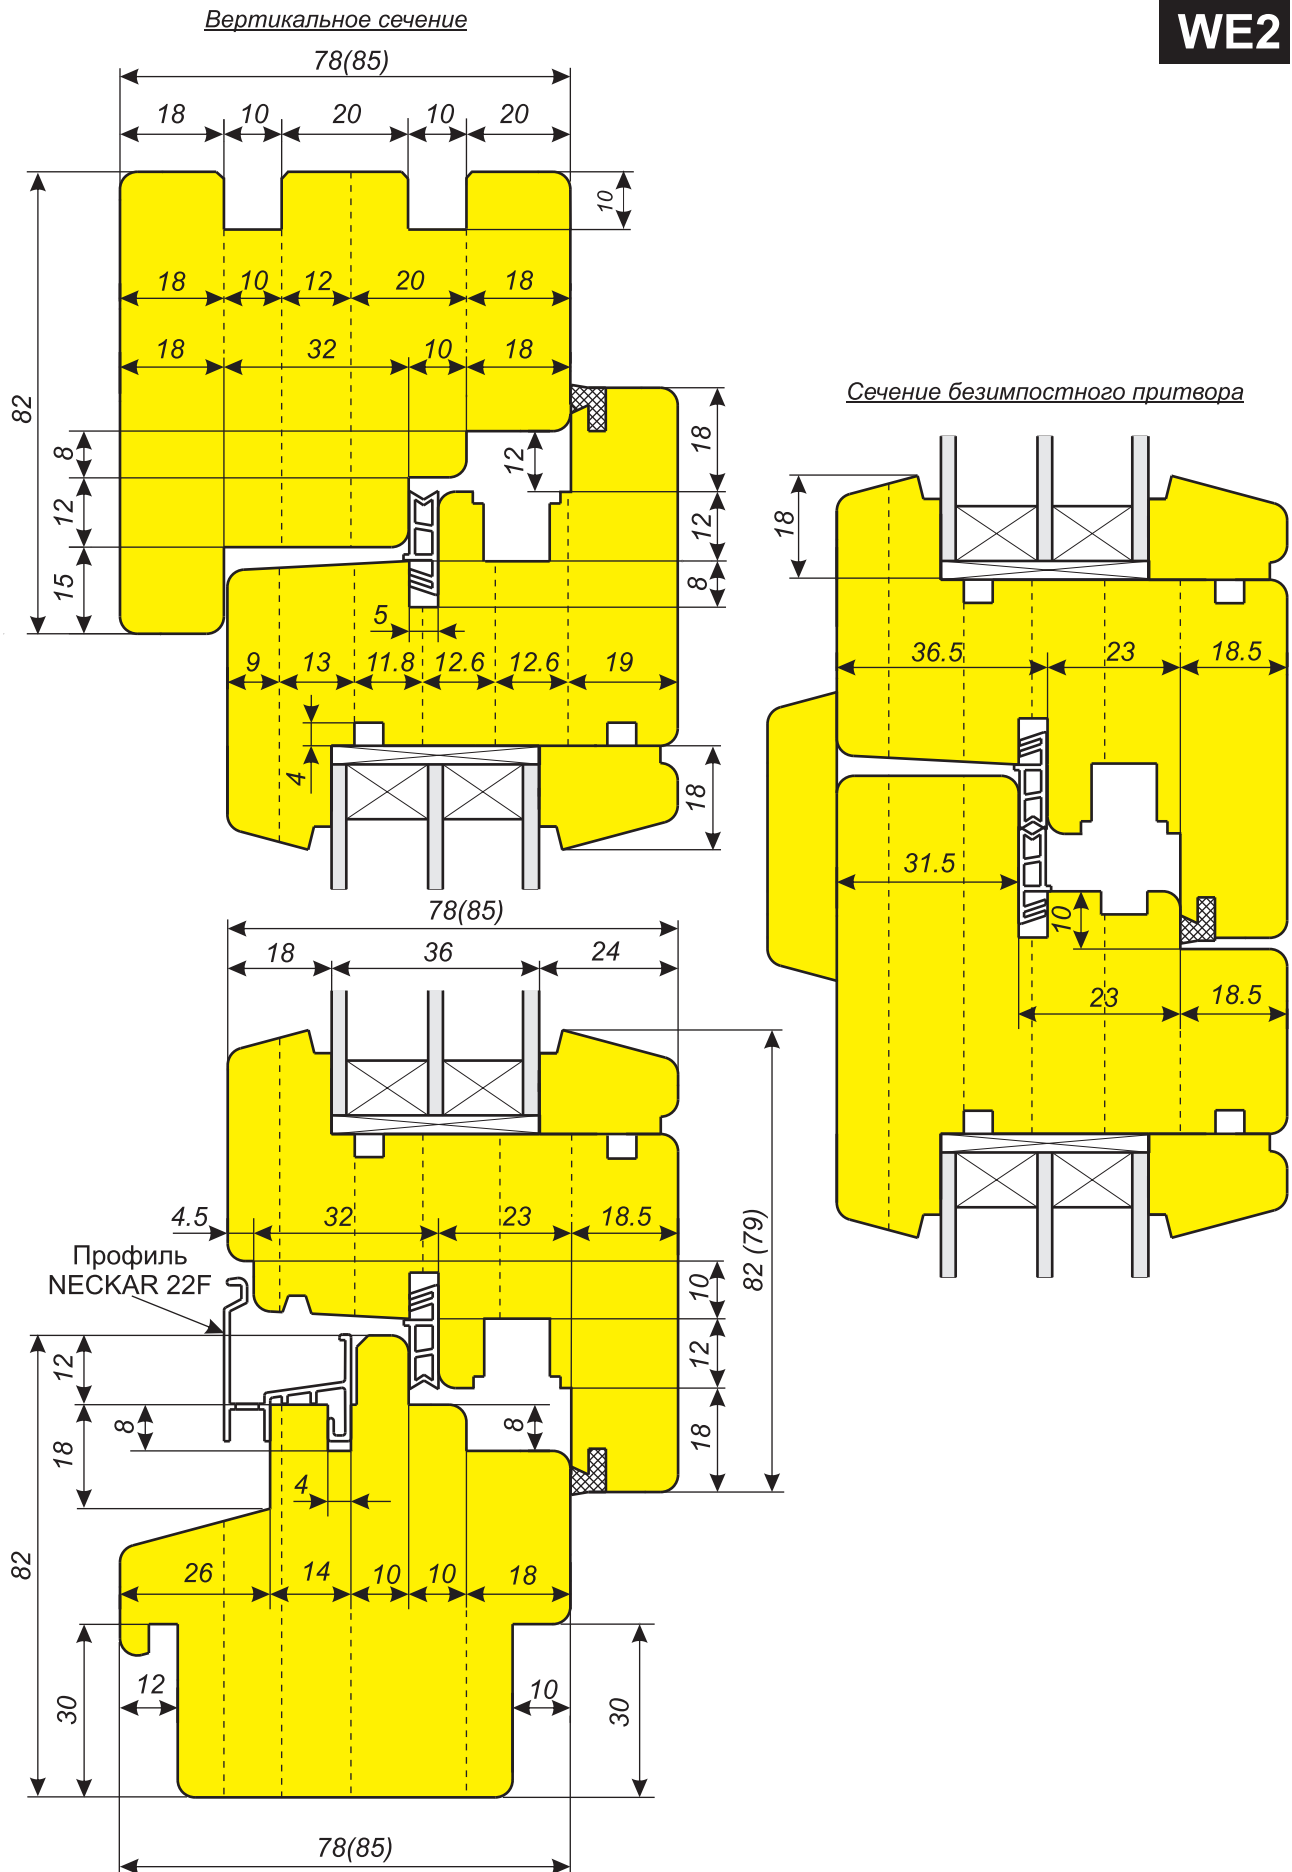 Вертикальное сечение
WE2
78(85)
18 10 20 10 20
10
18 10 12 20 18
18 32 10 18
82
8
12
15
12
18
12
8
5
9 13 11.8 12.6 12.6 19
4
18
Сечение безимпостного притвора
18
36.5 23 18.5
31.5
10
23 18.5
78(85)
18 36 24
4.5 32 23 18.5
82 (79)
Профиль
NECKAR 22F
10
12
18
12
18
8
8
4
82
26 14 10 10 18
12
10
30
30
78(85)